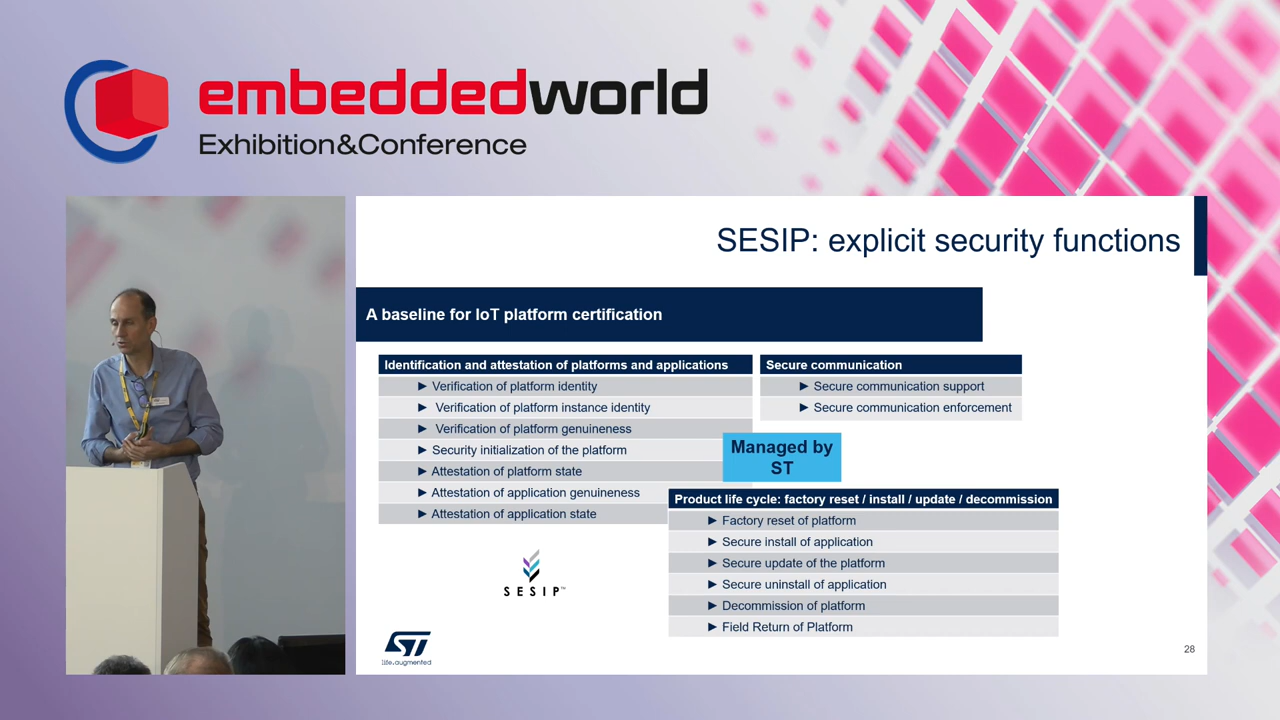 embeddedworld
Exhibition&Conference
SESIP: explicit security functions
A baseline for IoT platform certification
Identification and attestation of platforms and applications
► Verification of platform identity
► Verification of platform instance identity
► Verification of platform genuineness
► Security initialization of the platform
► Attestation of platform state
► Attestation of application genuineness
► Attestation of application state
Secure communication
► Secure communication support
► Secure communication enforcement
Managed by
ST
Product life cycle: factory reset / install / update / decommission
► Factory reset of platform
► Secure install of application
► Secure update of the platform
► Secure uninstall of application
► Decommission of platform
► Field Return of Platform
SESIP™
ST
life.augmented
28